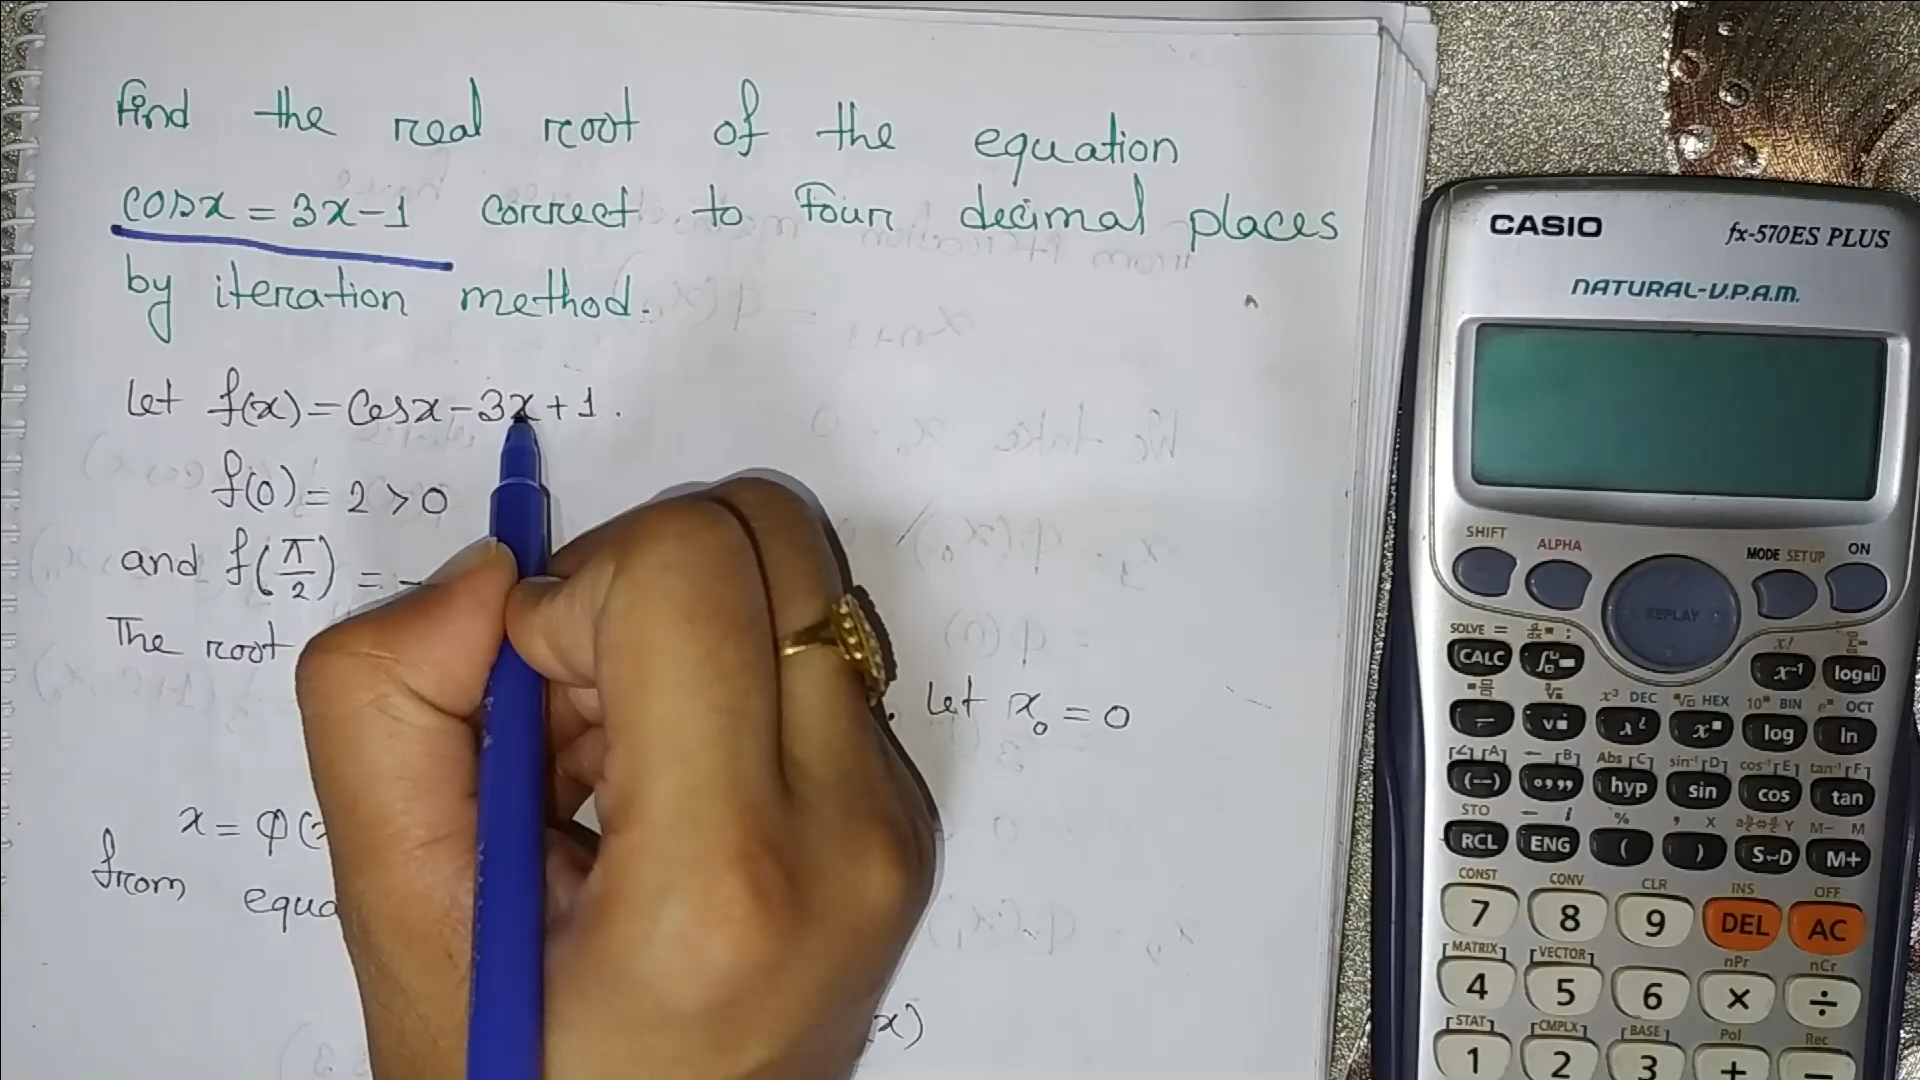 Find the real root of the equation
cosx = 3x-1 correct to Four decimal places
by iteration method.
Let f(x) = Cosx - 3x + 1.
f(0) = 2 > 0
and f(π/2) = -
The root
. Let x₀ = 0
x = φ(
from
x)
CASIO
fx-570ES PLUS
NATURAL-V.P.A.M.
SHIFT ALPHA MODE SETUP ON
REPLAY
SOLVE = d/dx : x!
CALC x⁻¹ log
x³ DEC HEX 10ˣ BIN eˣ OCT
x² log ln
∠ [A] ← [B] Abs [C] sin⁻¹ [D] cos⁻¹ [E] tan⁻¹ [F]
(−) °,,, hyp sin cos tan
STO ← i % , X Y M− M
RCL ENG ( ) S⇔D M+
CONST CONV CLR INS OFF
7 8 9 DEL AC
[MATRIX] [VECTOR] nPr nCr
4 5 6 × ÷
[STAT] [CMPLX] [BASE] Pol Rec
1 2 3 + −